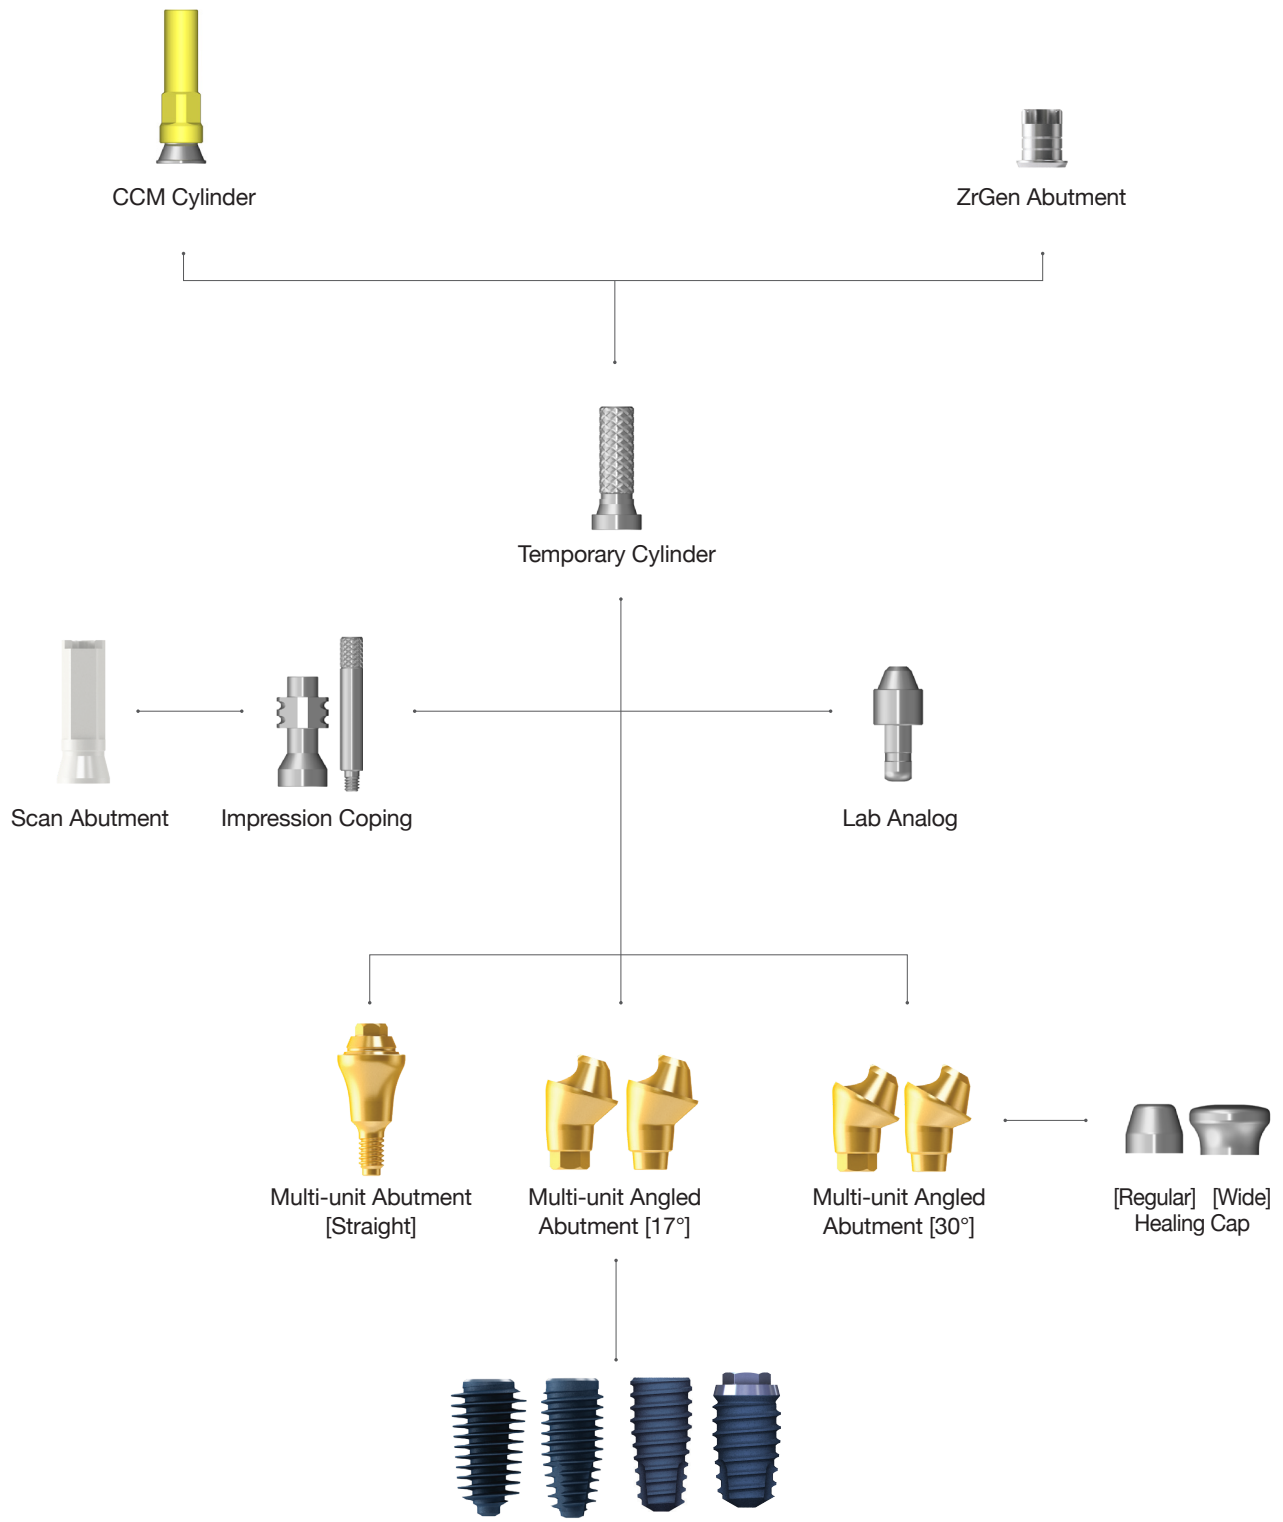 CCM Cylinder
ZrGen Abutment
Temporary Cylinder
Scan Abutment
Impression Coping
Lab Analog
Multi-unit Abutment
[Straight]
Multi-unit Angled
Abutment [17°]
Multi-unit Angled
Abutment [30°]
[Regular] [Wide]
Healing Cap